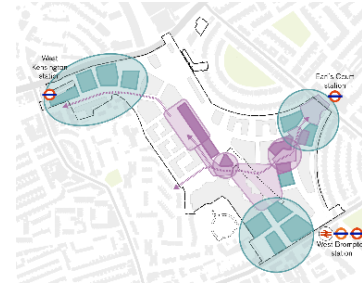 West
Kensington
station
Earl's Court
station
West Brompton
station